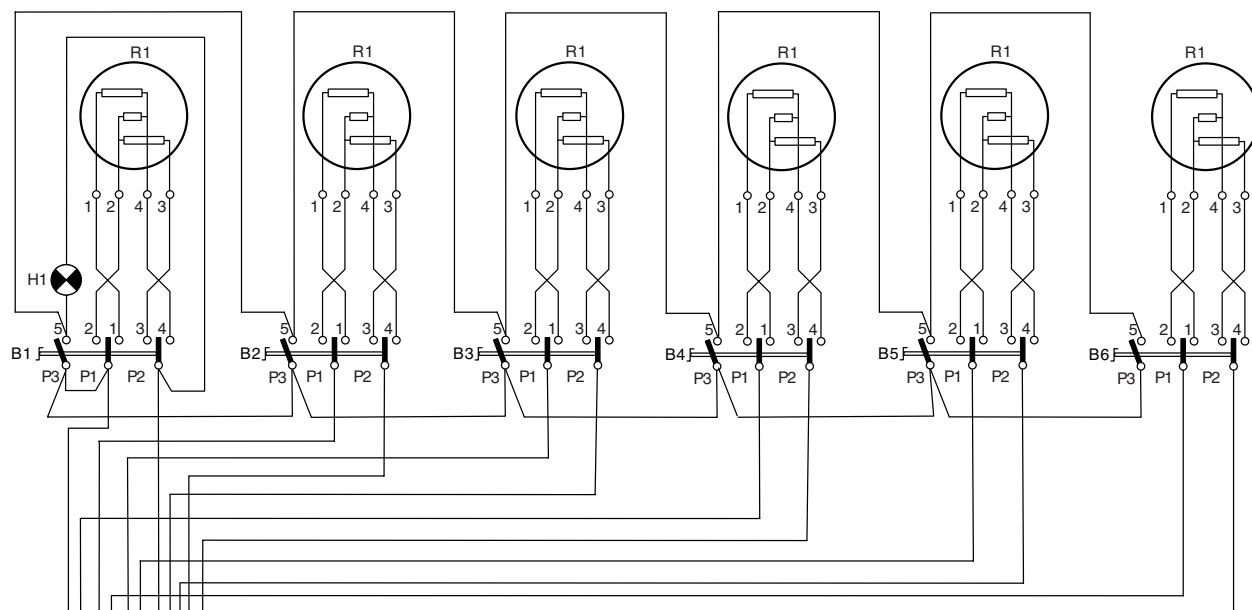 R1 R1 R1 R1 R1 R1
1 2 4 3 1 2 4 3 1 2 4 3 1 2 4 3 1 2 4 3 1 2 4 3
H1
5 2 1 3 4 5 2 1 3 4 5 2 1 3 4 5 2 1 3 4 5 2 1 3 4 5 2 1 3 4
B1 B2 B3 B4 B5 B6
P3 P1 P2 P3 P1 P2 P3 P1 P2 P3 P1 P2 P3 P1 P2 P3 P1 P2